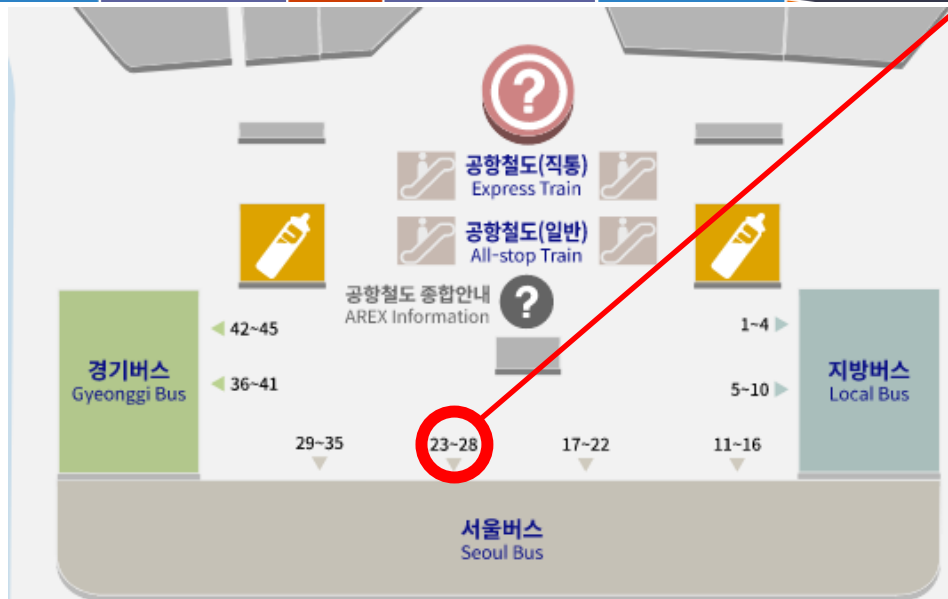 ?
공항철도(직통)
Express Train
공항철도(일반)
All-stop Train
공항철도 종합안내
AREX Information
?
42~45
1~4
경기버스
Gyeonggi Bus
36~41
5~10
지방버스
Local Bus
29~35
23~28
17~22
11~16
서울버스
Seoul Bus